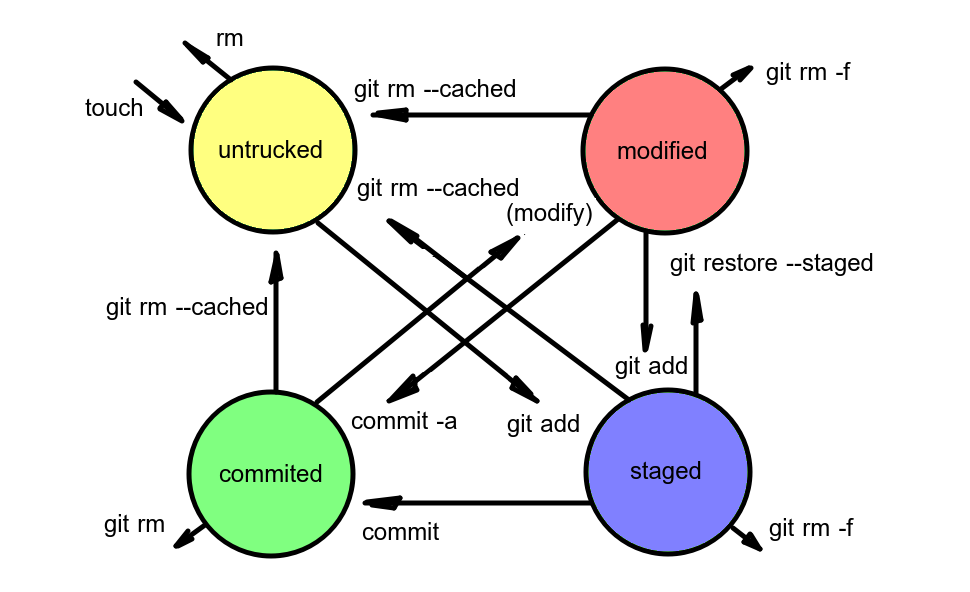 rm
touch
git rm --cached
git rm -f
untrucked
modified
git rm --cached
(modify)
git restore --staged
git rm --cached
git add
commit -a
git add
commited
staged
git rm
commit
git rm -f